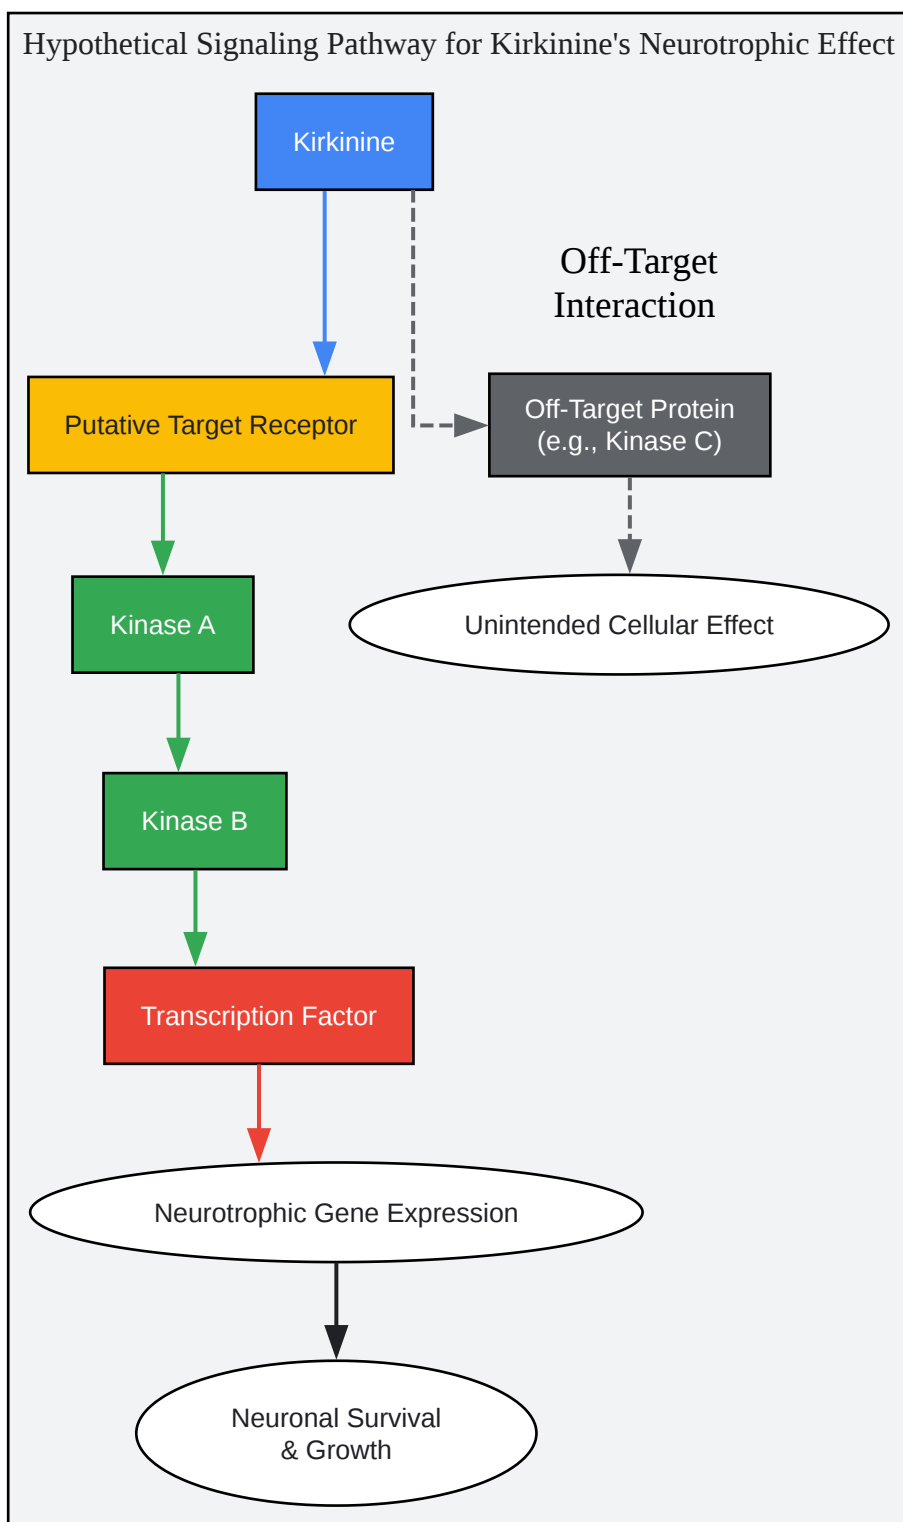 Hypothetical Signaling Pathway for Kirkinine's Neurotrophic Effect
Kirkinine
Off-Target
Interaction
Putative Target Receptor
Off-Target Protein
(e.g., Kinase C)
Kinase A
Unintended Cellular Effect
Kinase B
Transcription Factor
Neurotrophic Gene Expression
Neuronal Survival
& Growth